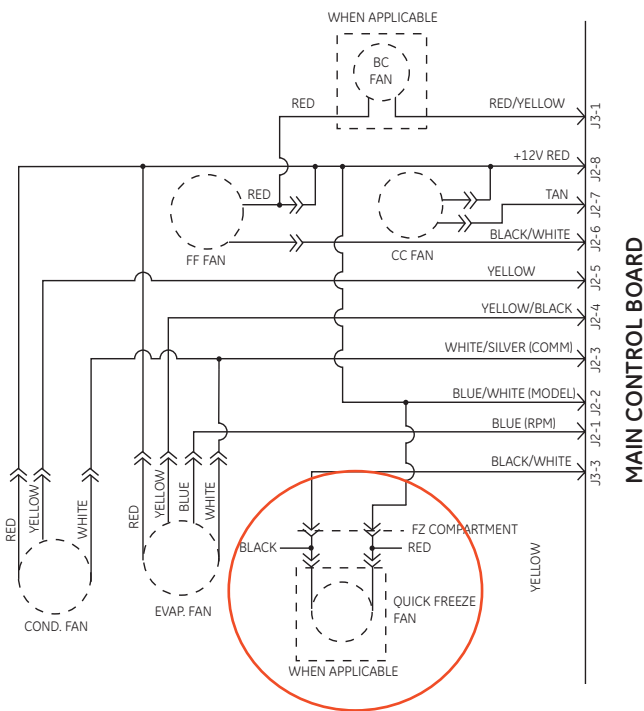 WHEN APPLICABLE
BC
FAN
RED
RED/YELLOW
J3-1
+12V RED
J2-8
RED
TAN
J2-7
BLACK/WHITE
J2-6
FF FAN
CC FAN
YELLOW
J2-5
YELLOW/BLACK
J2-4
WHITE/SILVER (COMM)
J2-3
BLUE/WHITE (MODEL)
J2-2
BLUE (RPM)
J2-1
BLACK/WHITE
J3-3
MAIN CONTROL BOARD
RED
YELLOW
WHITE
RED
YELLOW
BLUE
WHITE
FZ COMPARTMENT
BLACK
RED
YELLOW
QUICK FREEZE
FAN
COND. FAN
EVAP. FAN
WHEN APPLICABLE